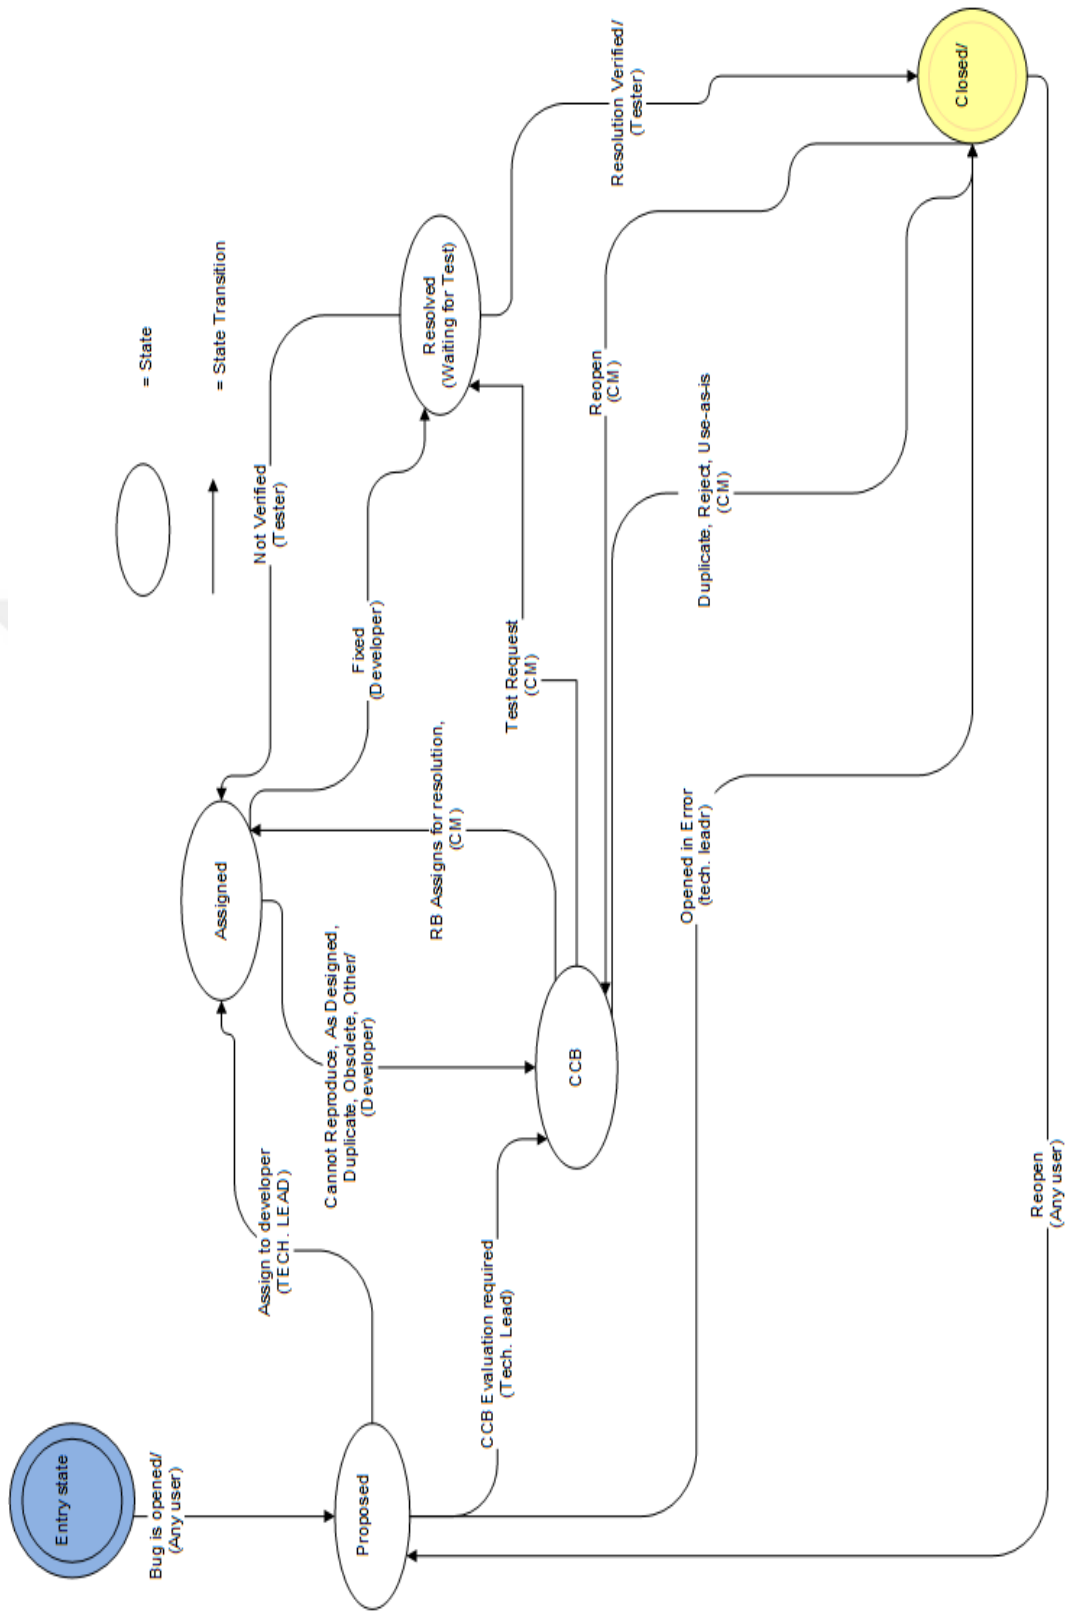 Entry state
Bug is opened/
(Any user)
Proposed
Assign to developer
(TECH. LEAD)
CCB Evaluation required
(Tech. Lead)
Assigned
Cannot Reproduce, As Designed,
Duplicate, Obsolete, Other/
(Developer)
CCB
RB Assigns for resolution,
(CM)
Opened in Error
(tech. leadr)
Test Request
(CM)
Fixed
(Developer)
Not Verified
(Tester)
= State
= State Transition
Resolved
(Waiting for Test)
Reopen
(CM)
Duplicate, Reject, Use-as-is
(CM)
Resolution Verified/
(Tester)
Closed/
Reopen
(Any user)